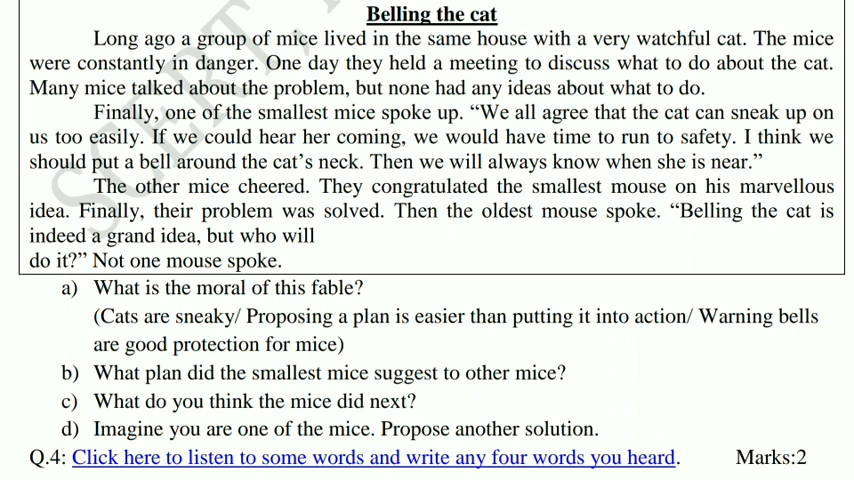 Belling the cat
Long ago a group of mice lived in the same house with a very watchful cat. The mice
were constantly in danger. One day they held a meeting to discuss what to do about the cat.
Many mice talked about the problem, but none had any ideas about what to do.
Finally, one of the smallest mice spoke up. “We all agree that the cat can sneak up on
us too easily. If we could hear her coming, we would have time to run to safety. I think we
should put a bell around the cat’s neck. Then we will always know when she is near.”
The other mice cheered. They congratulated the smallest mouse on his marvellous
idea. Finally, their problem was solved. Then the oldest mouse spoke. “Belling the cat is
indeed a grand idea, but who will
do it?” Not one mouse spoke.
a) What is the moral of this fable?
(Cats are sneaky/ Proposing a plan is easier than putting it into action/ Warning bells
are good protection for mice)
b) What plan did the smallest mice suggest to other mice?
c) What do you think the mice did next?
d) Imagine you are one of the mice. Propose another solution.
Q.4: Click here to listen to some words and write any four words you heard. Marks:2
SCERT,